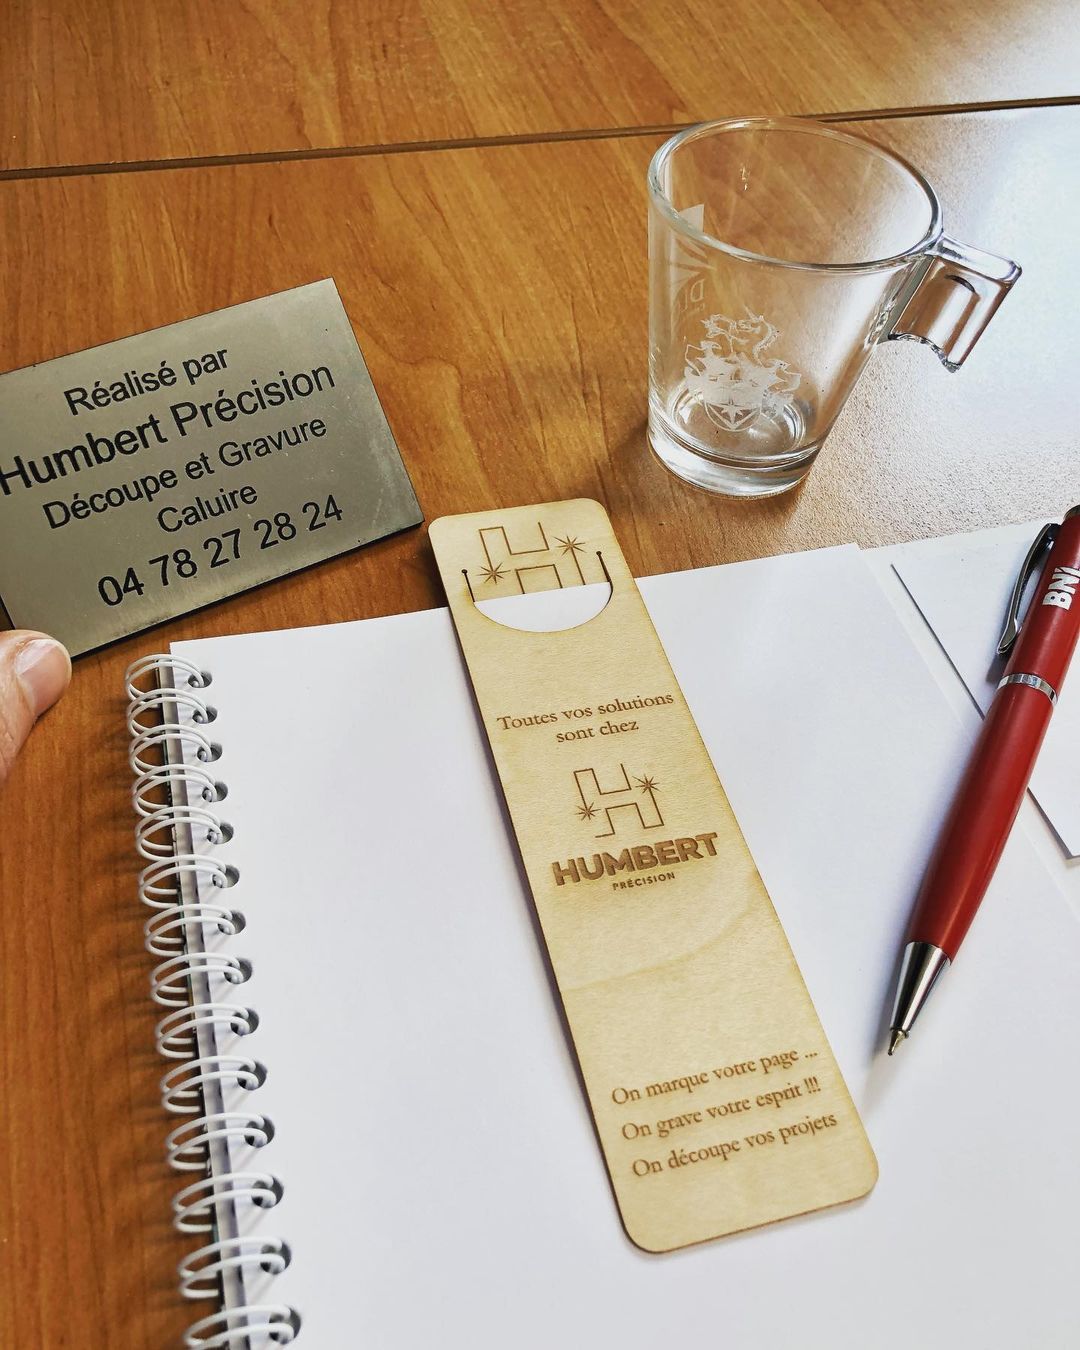 Réalisé par
Humbert Précision
Découpe et Gravure
Caluire
04 78 27 28 24
H
Toutes vos solutions
sont chez
H
HUMBERT
PRÉCISION
On marque votre page ...
On grave votre esprit !!!
On découpe vos projets
BNI